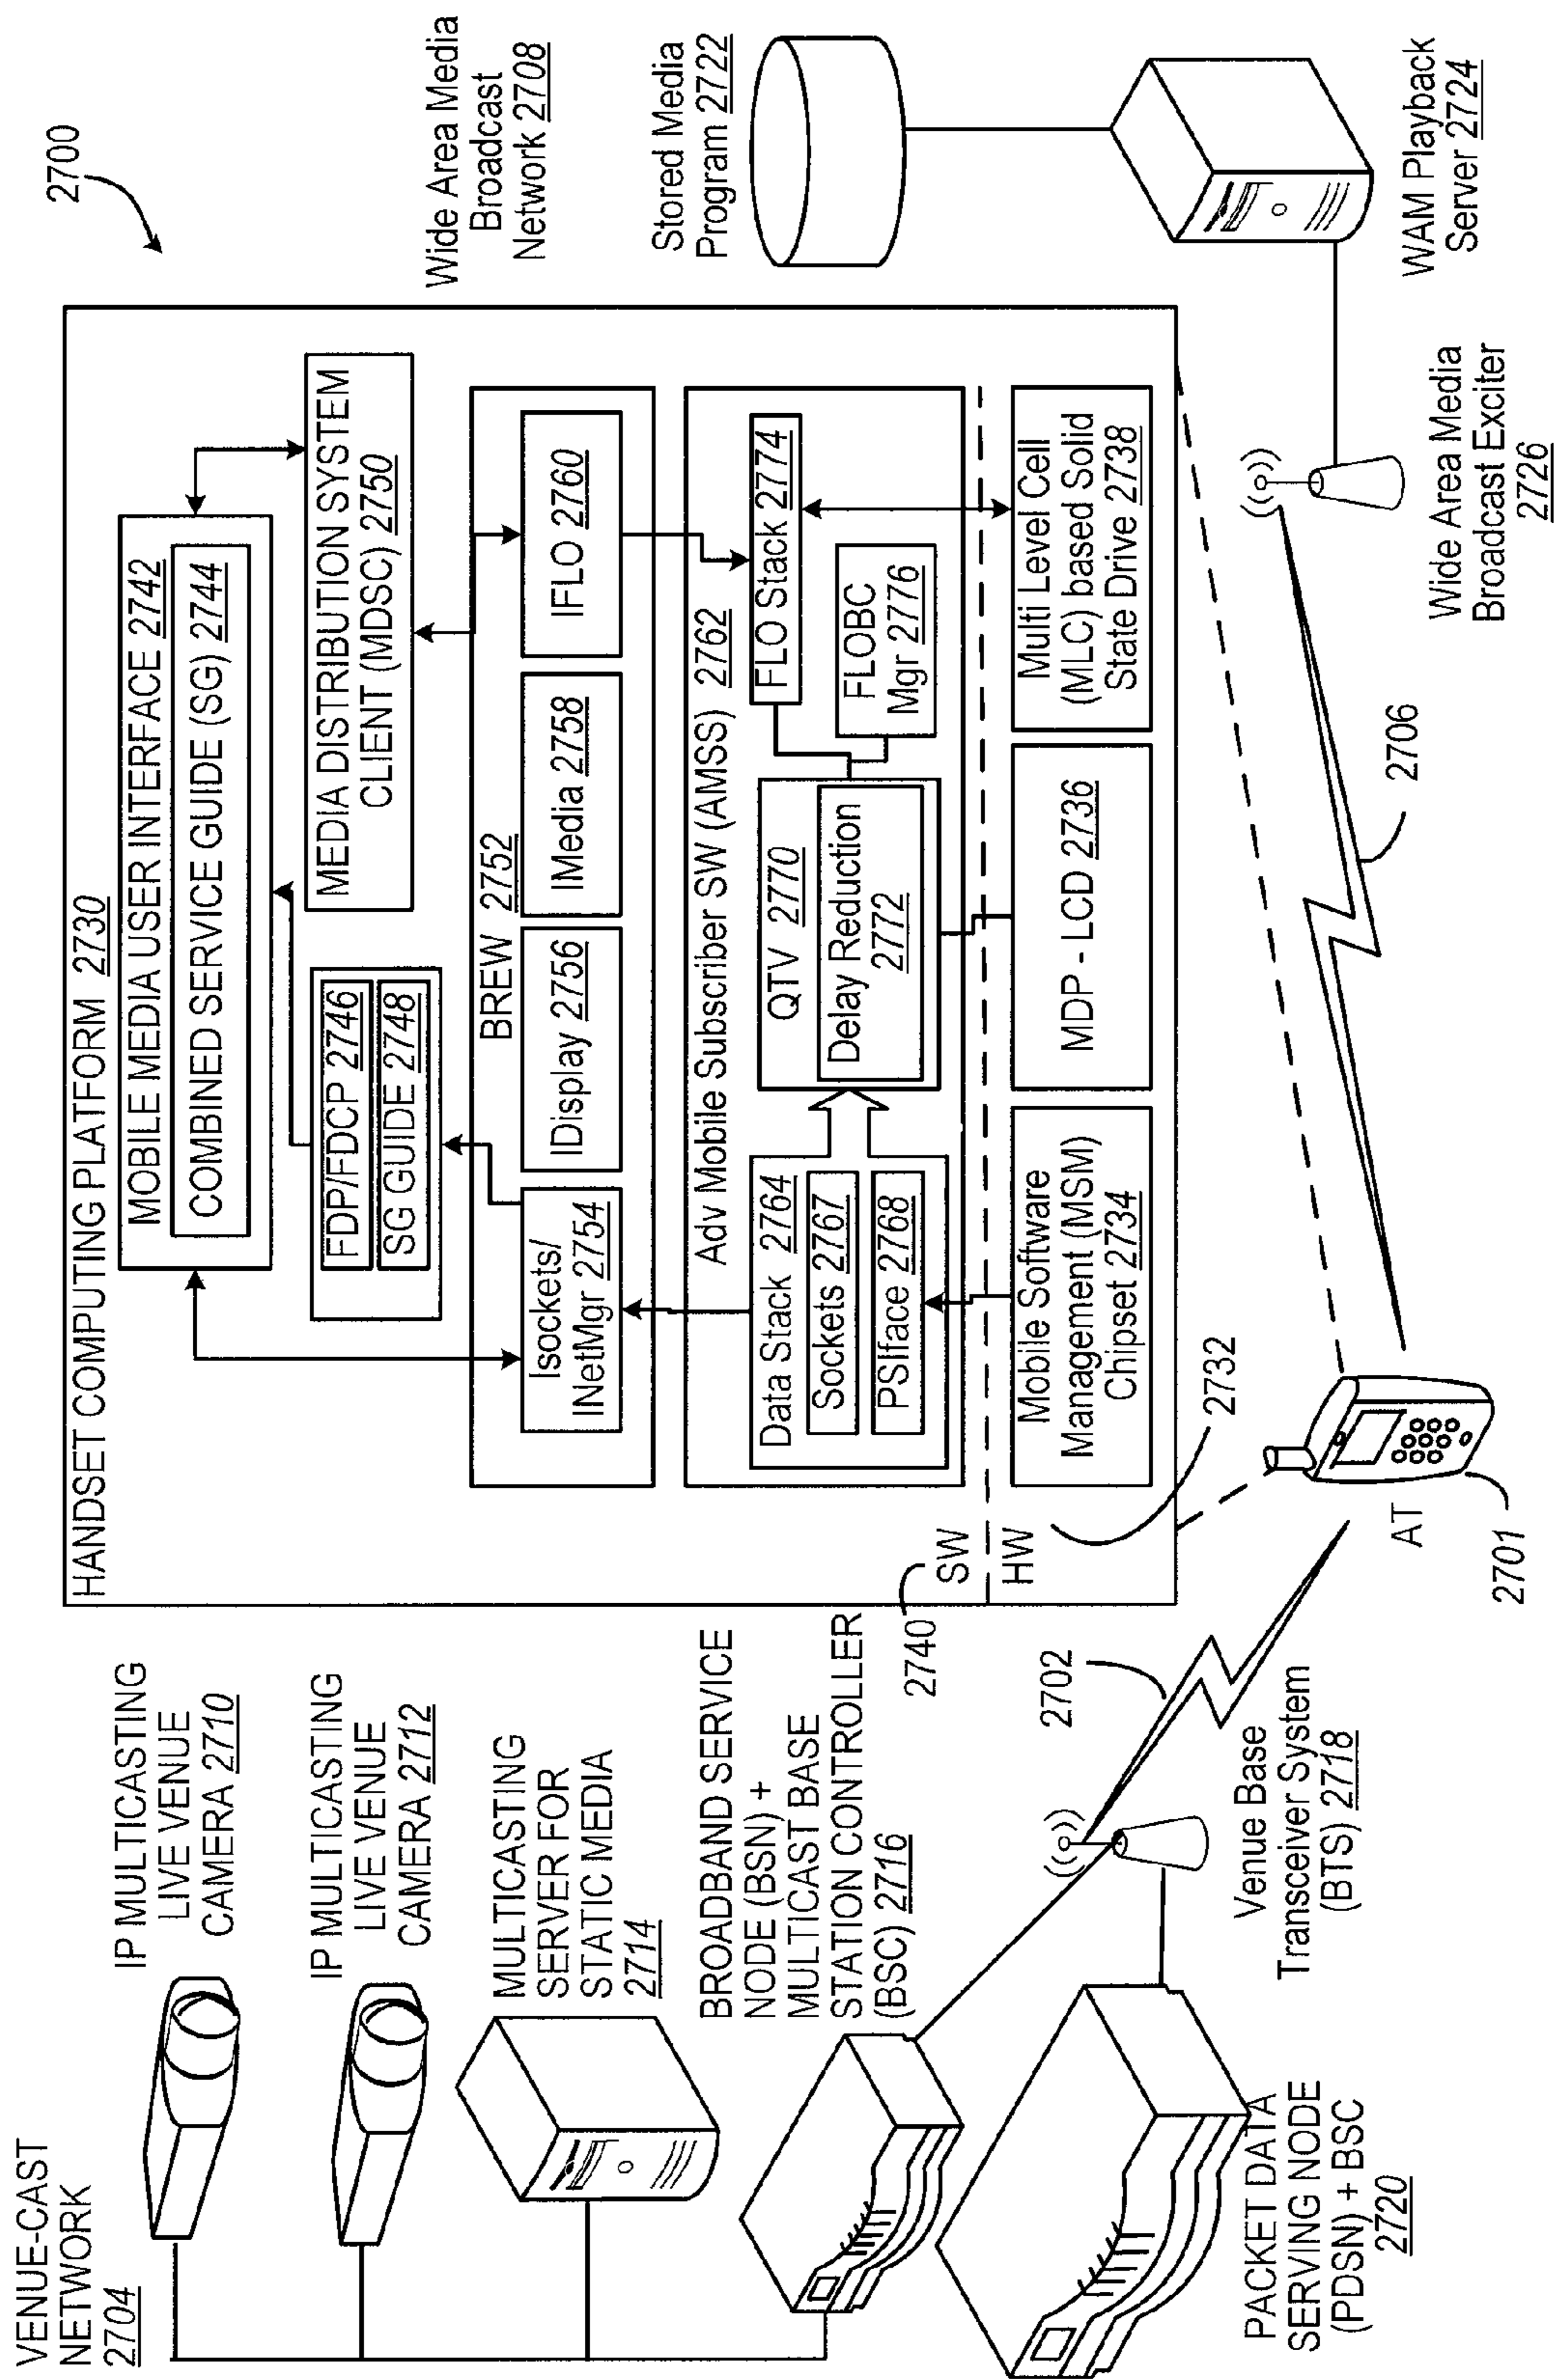 2700
VENUE-CAST
NETWORK
2704
IP MULTICASTING
LIVE VENUE
CAMERA 2710
IP MULTICASTING
LIVE VENUE
CAMERA 2712
MULTICASTING
SERVER FOR
STATIC MEDIA
2714
BROADBAND SERVICE
NODE (BSN) +
MULTICAST BASE
STATION CONTROLLER
(BSC) 2716
PACKET DATA
SERVING NODE
(PDSN) + BSC
2720
Venue Base
Transceiver System
(BTS) 2718
2702
HANDSET COMPUTING PLATFORM 2730
MOBILE MEDIA USER INTERFACE 2742
COMBINED SERVICE GUIDE (SG) 2744
FDP/FDCP 2746
SG GUIDE 2748
MEDIA DISTRIBUTION SYSTEM
CLIENT (MDSC) 2750
BREW 2752
Isockets/
INetMgr 2754
IDisplay 2756
IMedia 2758
IFLO 2760
Adv Mobile Subscriber SW (AMSS) 2762
Data Stack 2764
Sockets 2767
PSIface 2768
QTV 2770
Delay Reduction
2772
FLO Stack 2774
FLOBC
Mgr 2776
SW
2740
HW
2732
Mobile Software
Management (MSM)
Chipset 2734
MDP - LCD 2736
Multi Level Cell
(MLC) based Solid
State Drive 2738
AT
2701
2706
Wide Area Media
Broadcast
Network 2708
Stored Media
Program 2722
WAM Playback
Server 2724
Wide Area Media
Broadcast Exciter
2726